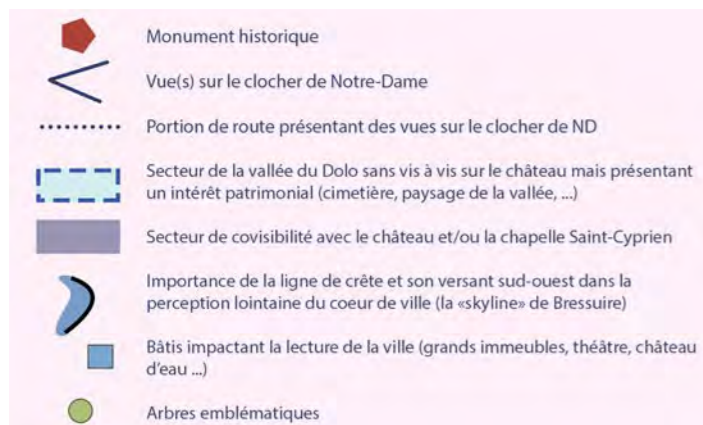 Monument historique
Vue(s) sur le clocher de Notre-Dame
Portion de route présentant des vues sur le clocher de ND
Secteur de la vallée du Dolo sans vis à vis sur le château mais présentant
un intérêt patrimonial (cimetière, paysage de la vallée, ...)
Secteur de covisibilité avec le château et/ou la chapelle Saint-Cyprien
Importance de la ligne de crête et son versant sud-ouest dans la
perception lointaine du coeur de ville (la «skyline» de Bressuire)
Bâtis impactant la lecture de la ville (grands immeubles, théâtre, château
d'eau ...)
Arbres emblématiques